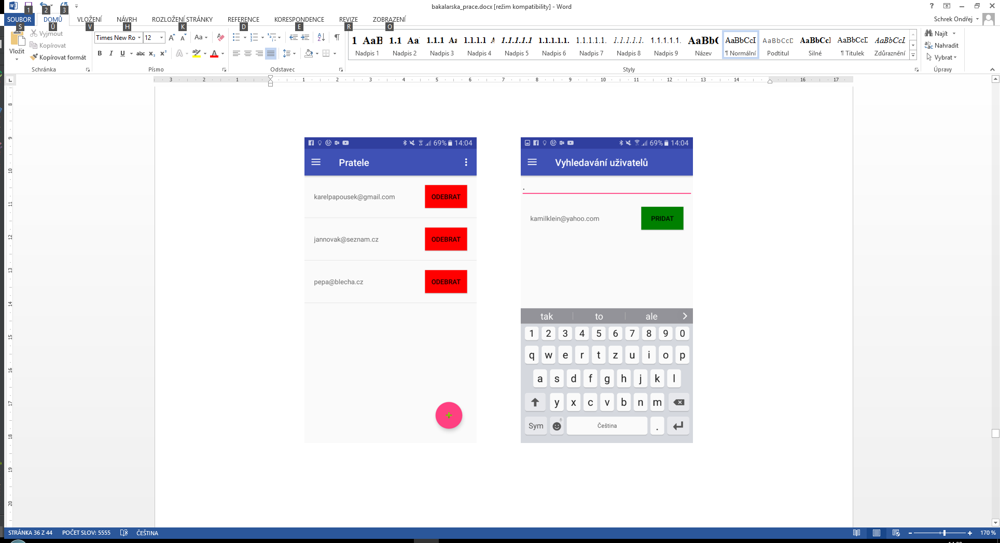 1 2 3
bakalarska_prace.docx [režim kompatibility] - Word
?
SOUBOR DOMŮ VLOŽENÍ NÁVRH ROZLOŽENÍ STRÁNKY REFERENCE KORESPONDENCE REVIZE ZOBRAZENÍ
Schrek Ondřej
S Ů V H K D E R O
Vložit
Vyjmout
Kopírovat
Kopírovat formát
Schránka
Times New Ro 12
Aa
B I U abc x₂ x² A A
Písmo
Odstavec
1 AaB 1.1 Aa 1.1.1 Aa 1.1.1.1 A 1.1.1.1.1 1.1.1.1.1. 1.1.1.1.1. 1.1.1.1.1. 1.1.1.1.1. AaBb( AaBbCcI AaBbCcD AaBbCcI AaBbCcI AaBbCcL
Nadpis 1 Nadpis 2 Nadpis 3 Nadpis 4 Nadpis 5 Nadpis 6 Nadpis 7 Nadpis 8 Nadpis 9 Název ¶ Normální Podtitul Silné ¶ Titulek Zdůraznění
Styly
Najít
Nahradit
Vybrat
Úpravy
3 2 1 1 2 3 4 5 6 7 8 9 10 11 12 13 14 16 17
8
9
10
11
12
13
14
15
16
17
18
19
20
69% 14:04
Pratele
karelpapousek@gmail.com ODEBRAT
jannovak@seznam.cz ODEBRAT
pepa@blecha.cz ODEBRAT
+
69% 14:04
Vyhledavání uživatelů
.
kamilklein@yahoo.com PRIDAT
tak to ale
1 2 3 4 5 6 7 8 9 0
q w e r t z u i o p
a s d f g h j k l
y x c v b n m
Sym Čeština .
STRÁNKA 36 Z 44 POČET SLOV: 5555 ČEŠTINA
170 %